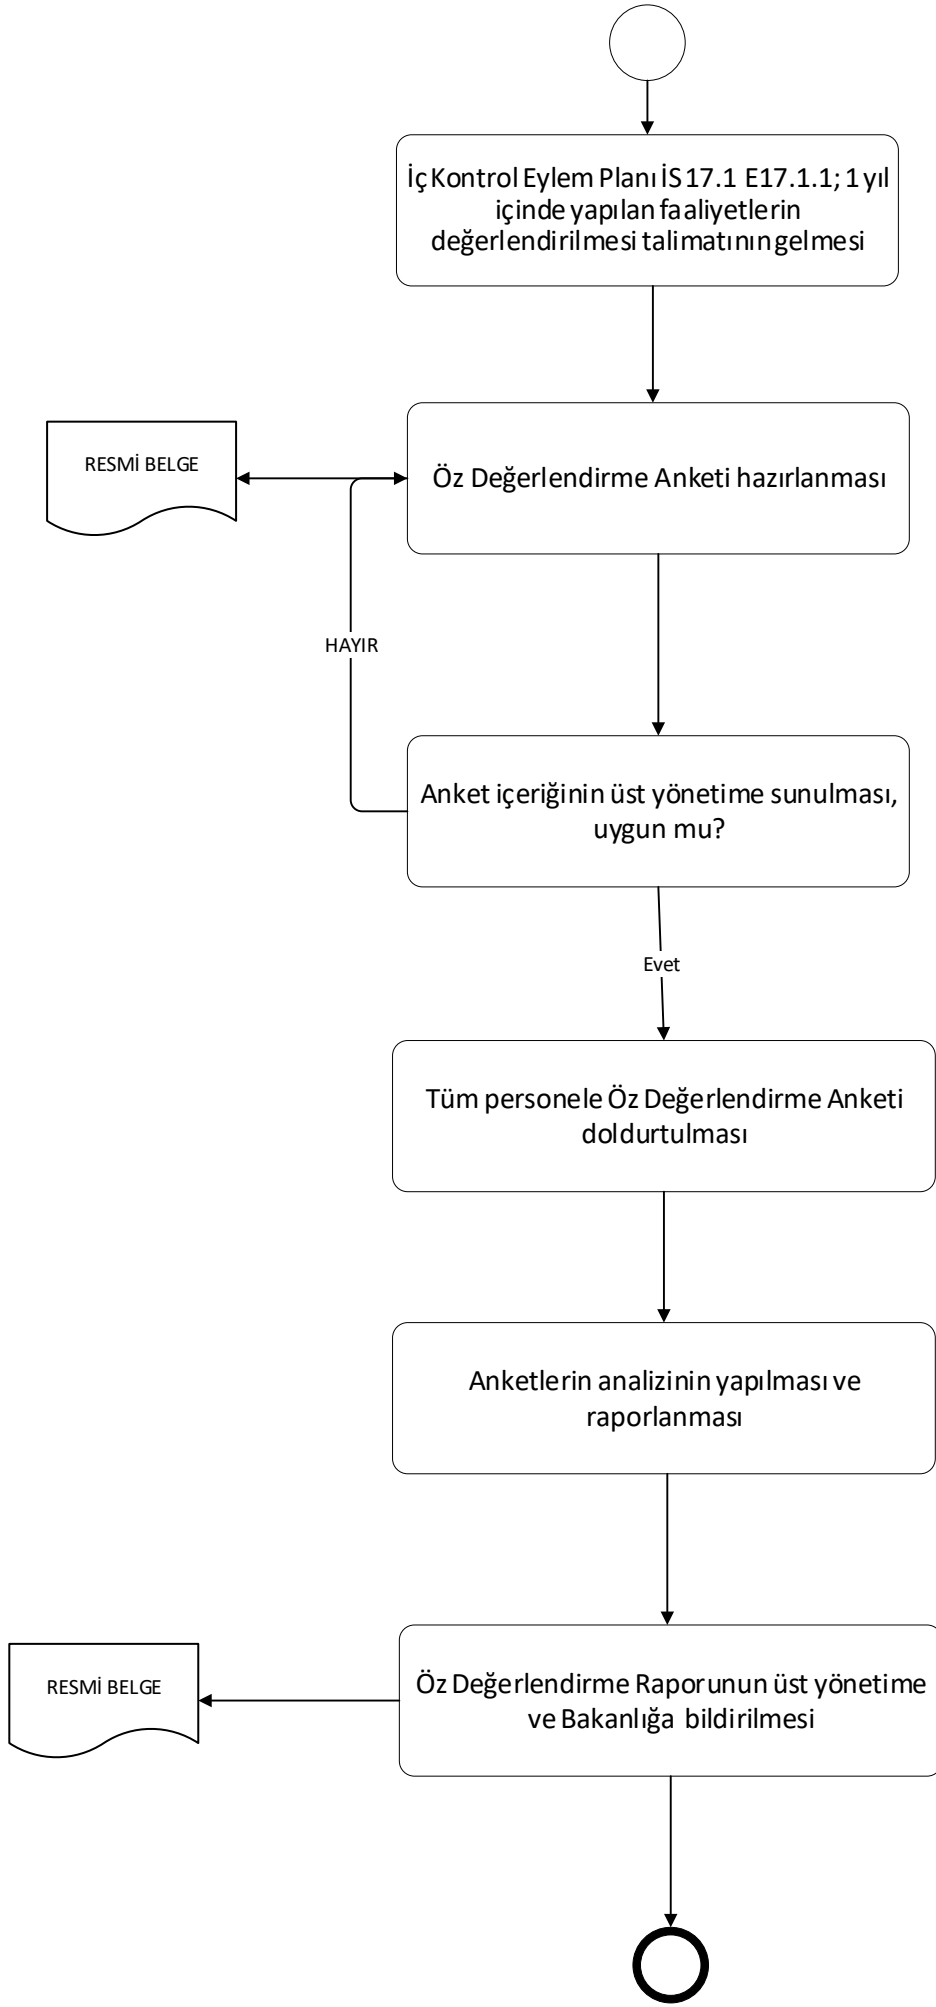 İç Kontrol Eylem Planı İS 17.1 E17.1.1; 1 yıl
içinde yapılan faaliyetlerin
değerlendirilmesi talimatının gelmesi
RESMİ BELGE
Öz Değerlendirme Anketi hazırlanması
HAYIR
Anket içeriğinin üst yönetime sunulması,
uygun mu?
Evet
Tüm personele Öz Değerlendirme Anketi
doldurtulması
Anketlerin analizinin yapılması ve
raporlanması
RESMİ BELGE
Öz Değerlendirme Raporunun üst yönetime
ve Bakanlığa bildirilmesi